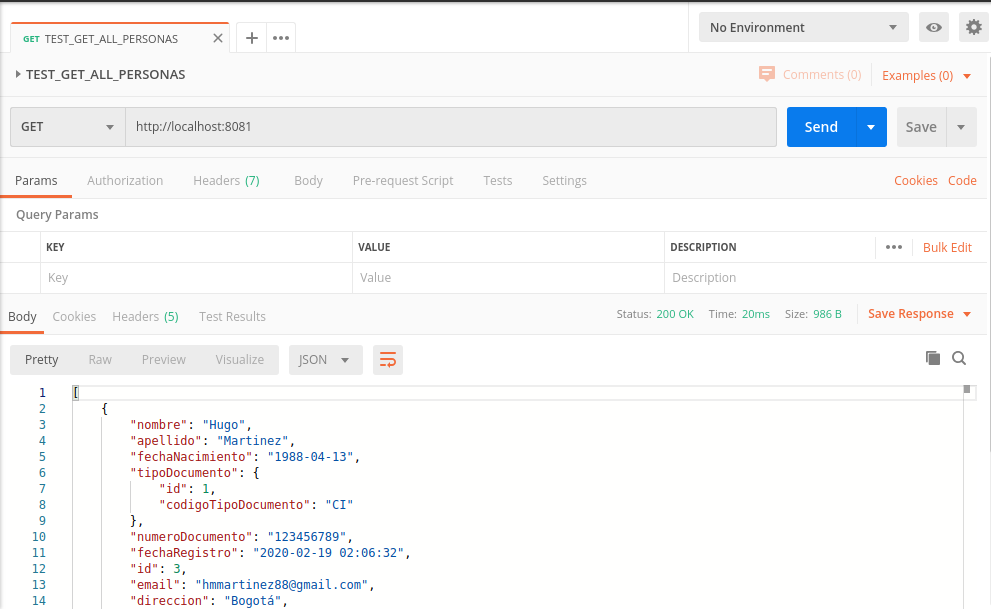 GET TEST_GET_ALL_PERSONAS
No Environment
TEST_GET_ALL_PERSONAS
Comments (0)
Examples (0)
GET
http://localhost:8081
Send
Save
Params
Authorization
Headers (7)
Body
Pre-request Script
Tests
Settings
Cookies
Code
Query Params
KEY
VALUE
DESCRIPTION
Bulk Edit
Key
Value
Description
Body
Cookies
Headers (5)
Test Results
Status: 200 OK
Time: 20ms
Size: 986 B
Save Response
Pretty
Raw
Preview
Visualize
JSON
1 [
2 {
3 "nombre": "Hugo",
4 "apellido": "Martinez",
5 "fechaNacimiento": "1988-04-13",
6 "tipoDocumento": {
7 "id": 1,
8 "codigoTipoDocumento": "CI"
9 },
10 "numeroDocumento": "123456789",
11 "fechaRegistro": "2020-02-19 02:06:32",
12 "id": 3,
13 "email": "hmmartinez88@gmail.com",
14 "direccion": "Bogotá",